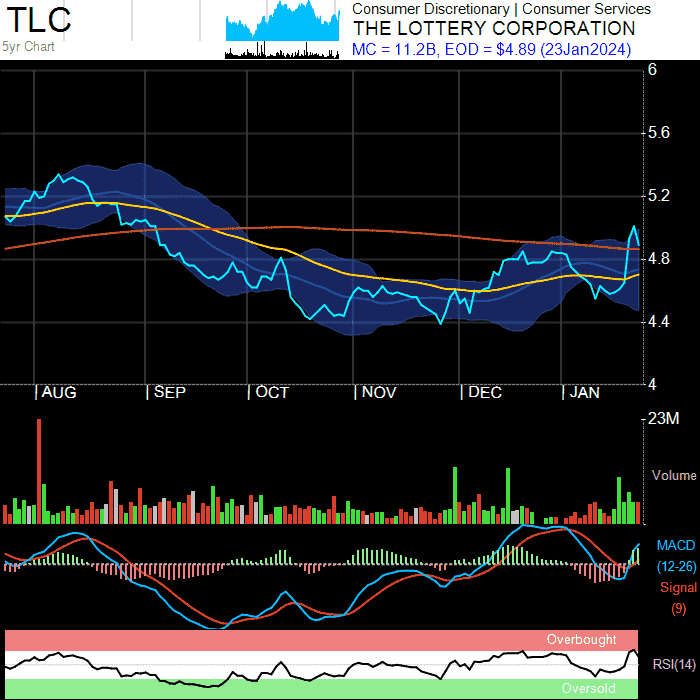 TLC
5yr Chart
Consumer Discretionary | Consumer Services
THE LOTTERY CORPORATION
MC = 11.2B, EOD = $4.89 (23Jan2024)
6
5.6
5.2
4.8
4.4
4
|AUG |SEP |OCT |NOV |DEC |JAN
23M
Volume
MACD
(12-26)
Signal
(9)
Overbought
RSI(14)
Oversold